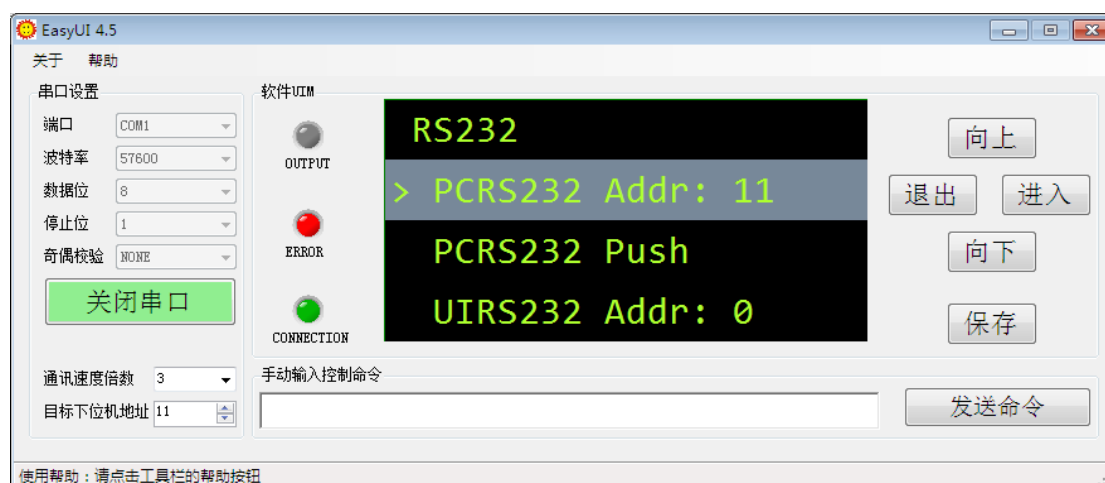 EasyUI 4.5
关于 帮助
串口设置
端口 COM1
波特率 57600
数据位 8
停止位 1
奇偶校验 NONE
关闭串口
通讯速度倍数 3
目标下位机地址 11
软件UIM
OUTPUT
ERROR
CONNECTION
RS232
> PCRS232 Addr: 11
PCRS232 Push
UIRS232 Addr: 0
向上
退出 进入
向下
保存
手动输入控制命令
发送命令
使用帮助：请点击工具栏的帮助按钮